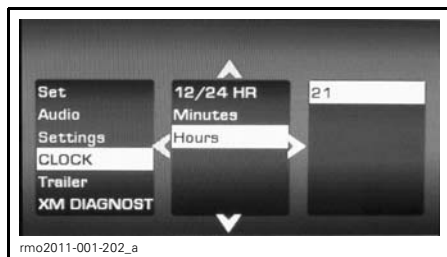 Set
Audio
Settings
CLOCK
Trailer
XM DIAGNOST
12/24 HR
Minutes
Hours
21
rmo2011-001-202_a